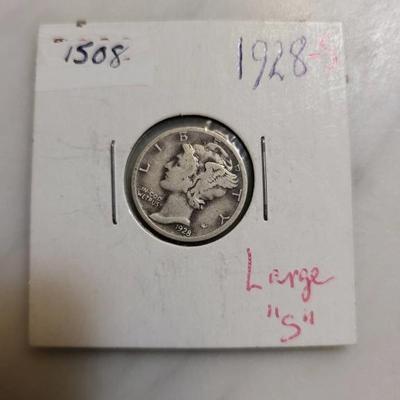 1508
1928-S
LIBERTY
IN GOD
WE TRUST
1928
Large
"S"